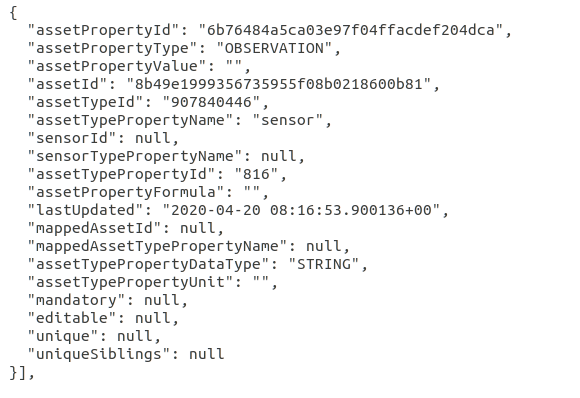 {
  "assetPropertyId": "6b76484a5ca03e97f04ffacdef204dca",
  "assetPropertyType": "OBSERVATION",
  "assetPropertyValue": "",
  "assetId": "8b49e1999356735955f08b0218600b81",
  "assetTypeId": "907840446",
  "assetTypePropertyName": "sensor",
  "sensorId": null,
  "sensorTypePropertyName": null,
  "assetTypePropertyId": "816",
  "assetPropertyFormula": "",
  "lastUpdated": "2020-04-20 08:16:53.900136+00",
  "mappedAssetId": null,
  "mappedAssetTypePropertyName": null,
  "assetTypePropertyDataType": "STRING",
  "assetTypePropertyUnit": "",
  "mandatory": null,
  "editable": null,
  "unique": null,
  "uniqueSiblings": null
}],